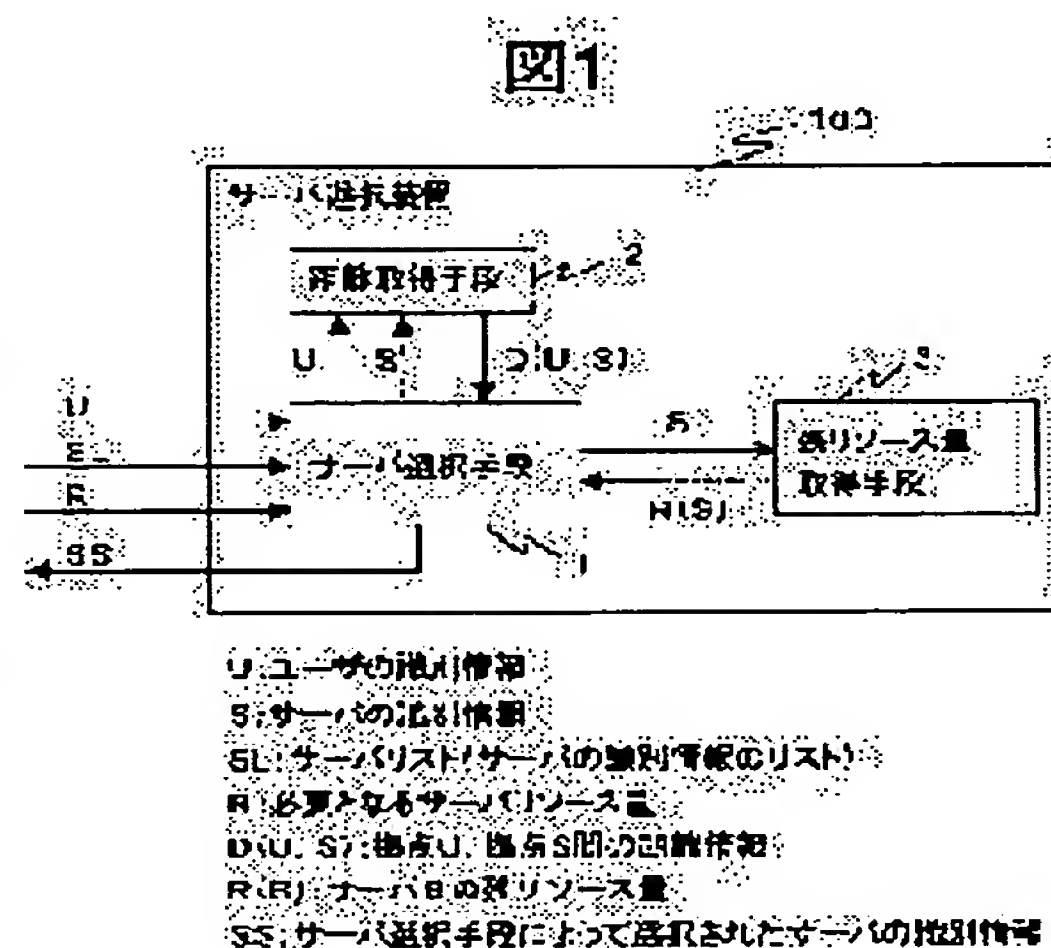 図1
100
サーバ選択装置
距離取得手段
2
U
S
D(U, S)
U
R
SS
サーバ選択手段
S
R(S)
残リソース量
取得手段
1
U:ユーザの識別情報
S:サーバの識別情報
SL:サーバリスト(サーバの識別情報のリスト)
R:必要となるサーバリソース量
D(U, S):拠点U, 拠点S間の距離情報
サーバ の残リソース量
SS:サーバ選択手段によって選択されたサーバの識別情報